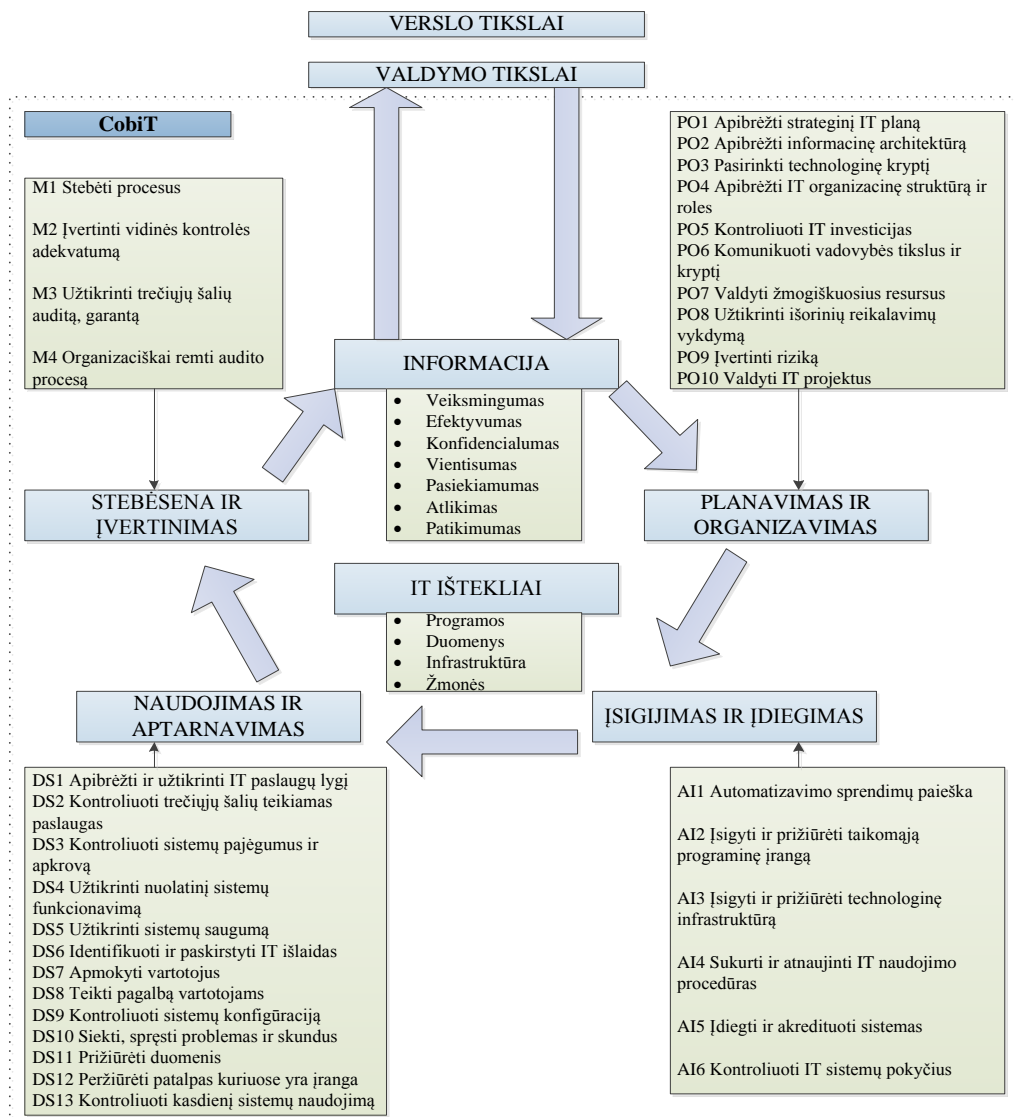 VERSLO TIKSLAI
VALDYMO TIKSLAI
CobiT
M1 Stebėti procesus
M2 Įvertinti vidinės kontrolės
adekvatumą
M3 Užtikrinti trečiųjų šalių
auditą, garantą
M4 Organizaciškai remti audito
procesą
PO1 Apibrėžti strateginį IT planą
PO2 Apibrėžti informacinę architektūrą
PO3 Pasirinkti technologinę kryptį
PO4 Apibrėžti IT organizacinę struktūrą ir
roles
PO5 Kontroliuoti IT investicijas
PO6 Komunikuoti vadovybės tikslus ir
kryptį
PO7 Valdyti žmogiškuosius resursus
PO8 Užtikrinti išorinių reikalavimų
vykdymą
PO9 Įvertinti riziką
PO10 Valdyti IT projektus
INFORMACIJA
• Veiksmingumas
• Efektyvumas
• Konfidencialumas
• Vientisumas
• Pasiekiamumas
• Atlikimas
• Patikimumas
STEBĖSENA IR
ĮVERTINIMAS
PLANAVIMAS IR
ORGANIZAVIMAS
IT IŠTEKLIAI
• Programos
• Duomenys
• Infrastruktūra
• Žmonės
NAUDOJIMAS IR
APTARNAVIMAS
ĮSIGIJIMAS IR ĮDIEGIMAS
DS1 Apibrėžti ir užtikrinti IT paslaugų lygį
DS2 Kontroliuoti trečiųjų šalių teikiamas
paslaugas
DS3 Kontroliuoti sistemų pajėgumus ir
apkrovą
DS4 Užtikrinti nuolatinį sistemų
funkcionavimą
DS5 Užtikrinti sistemų saugumą
DS6 Identifikuoti ir paskirstyti IT išlaidas
DS7 Apmokyti vartotojus
DS8 Teikti pagalbą vartotojams
DS9 Kontroliuoti sistemų konfigūraciją
DS10 Siekti, spręsti problemas ir skundus
DS11 Prižiūrėti duomenis
DS12 Peržiūrėti patalpas kuriuose yra įranga
DS13 Kontroliuoti kasdienį sistemų naudojimą
AI1 Automatizavimo sprendimų paieška
AI2 Įsigyti ir prižiūrėti taikomąją
programinę įrangą
AI3 Įsigyti ir prižiūrėti technologinę
infrastruktūrą
AI4 Sukurti ir atnaujinti IT naudojimo
procedūras
AI5 Įdiegti ir akredituoti sistemas
AI6 Kontroliuoti IT sistemų pokyčius